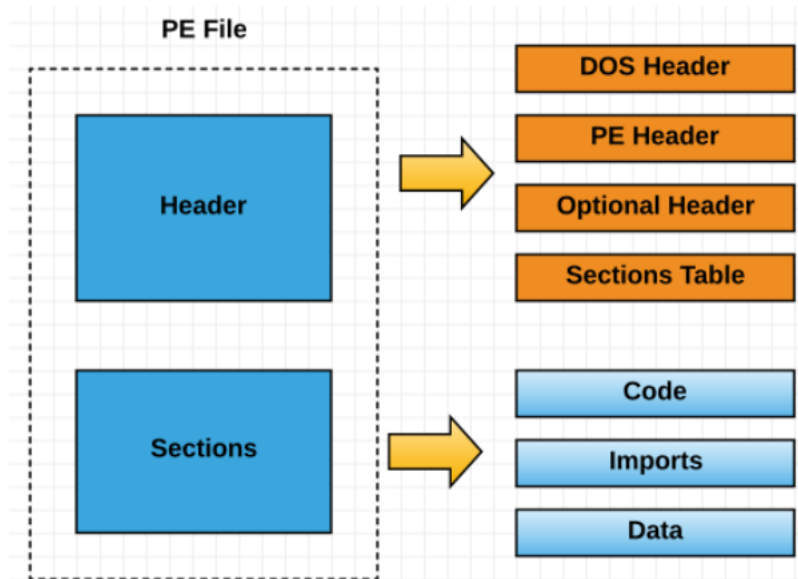 PE File
Header
DOS Header
PE Header
Optional Header
Sections Table
Sections
Code
Imports
Data